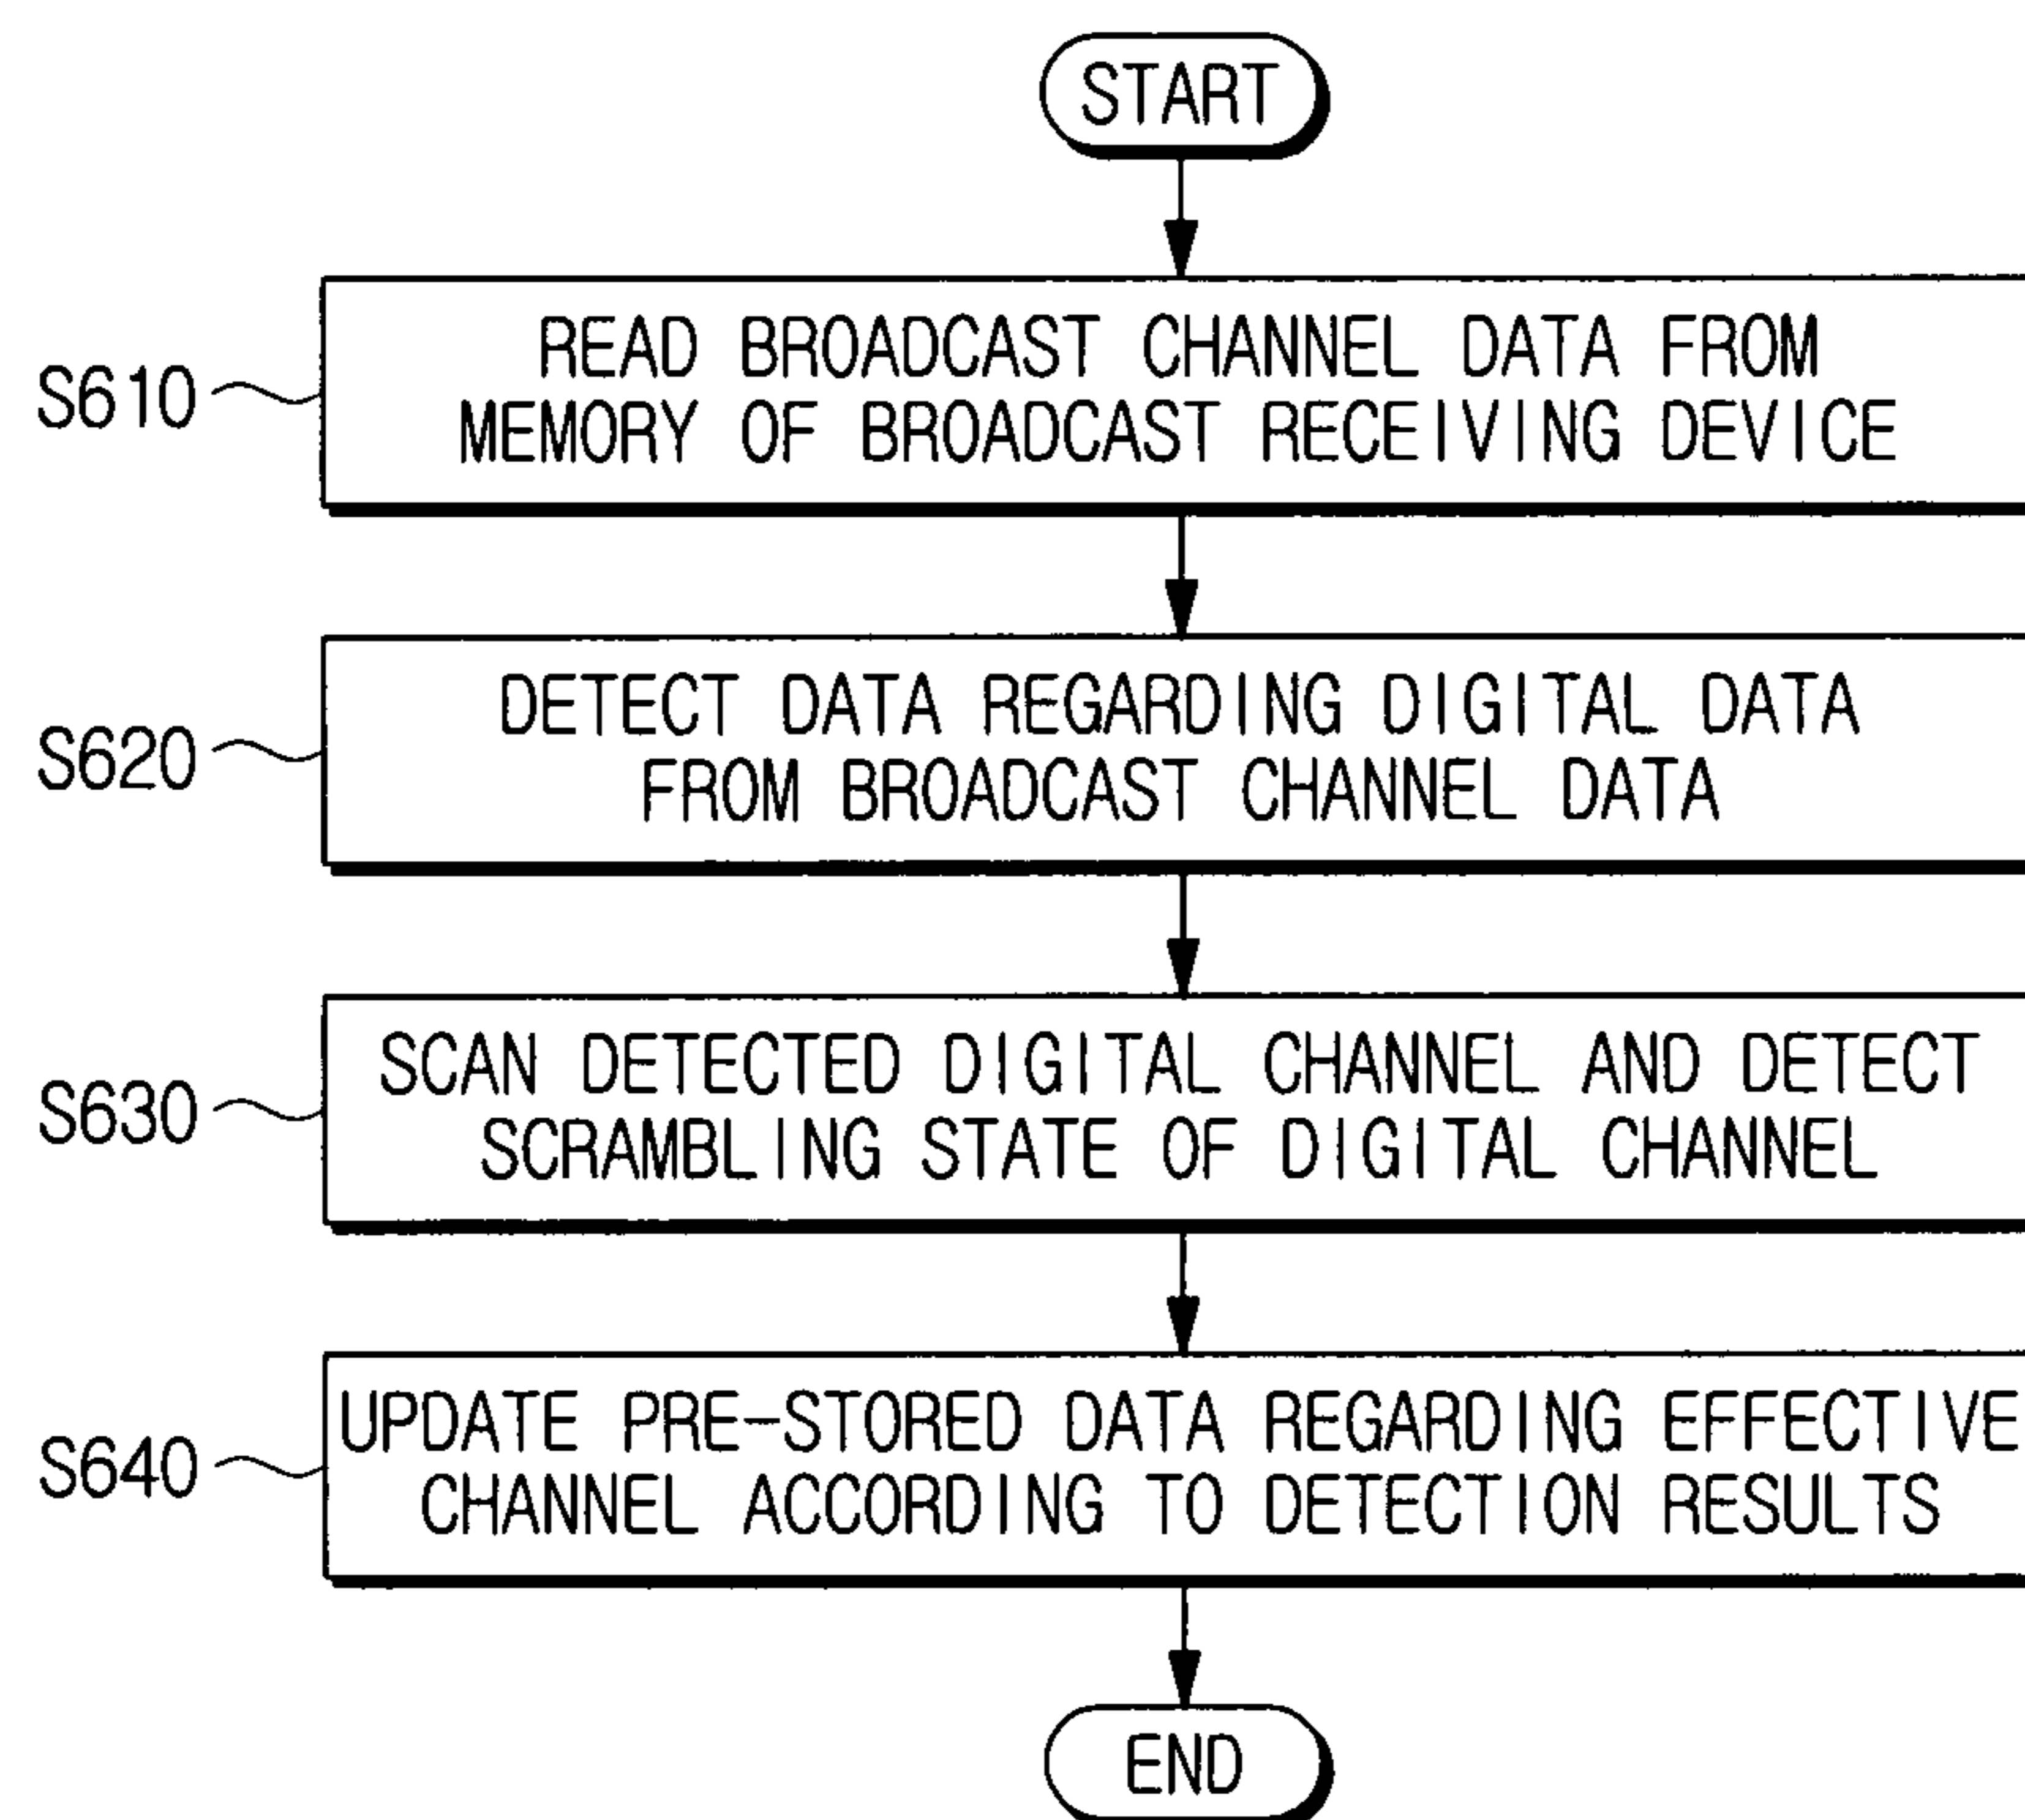 START
S610
READ BROADCAST CHANNEL DATA FROM
MEMORY OF BROADCAST RECEIVING DEVICE
S620
DETECT DATA REGARDING DIGITAL DATA
FROM BROADCAST CHANNEL DATA
S630
SCAN DETECTED DIGITAL CHANNEL AND DETECT
SCRAMBLING STATE OF DIGITAL CHANNEL
S640
UPDATE PRE-STORED DATA REGARDING EFFECTIVE
CHANNEL ACCORDING TO DETECTION RESULTS
END